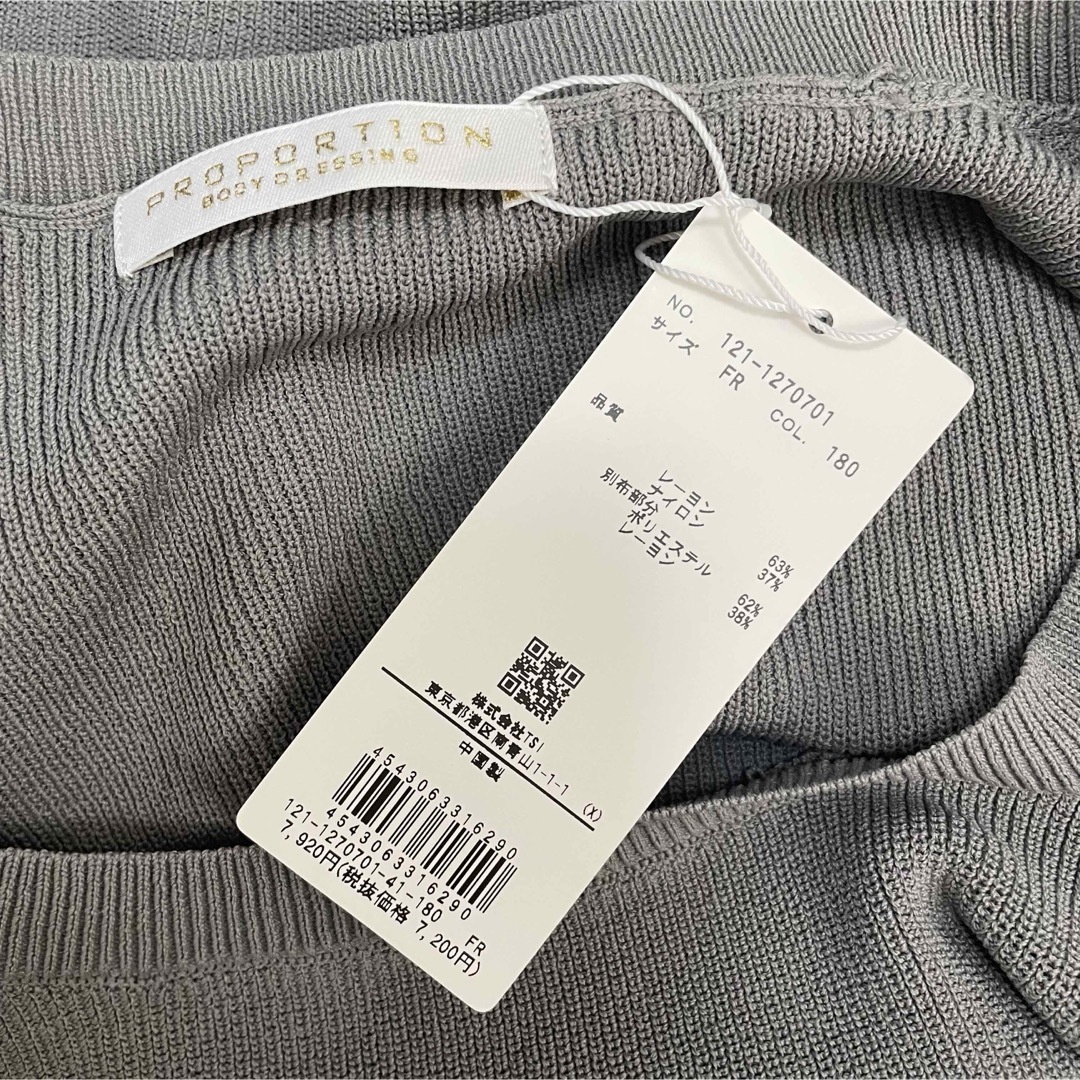 PROPORTION
BODY DRESSING
NO. 121-1270701
サイズ FR COL. 180
品質
レーヨン 63%
ナイロン 37%
別布部分
ポリエステル 62%
レーヨン 38%
株式会社TSI
東京都港区南青山1-1-1
中国製 (X)
4543063316290
4543063316290
121-1270701-41-180 FR
7,920円(税抜価格 7,200円)